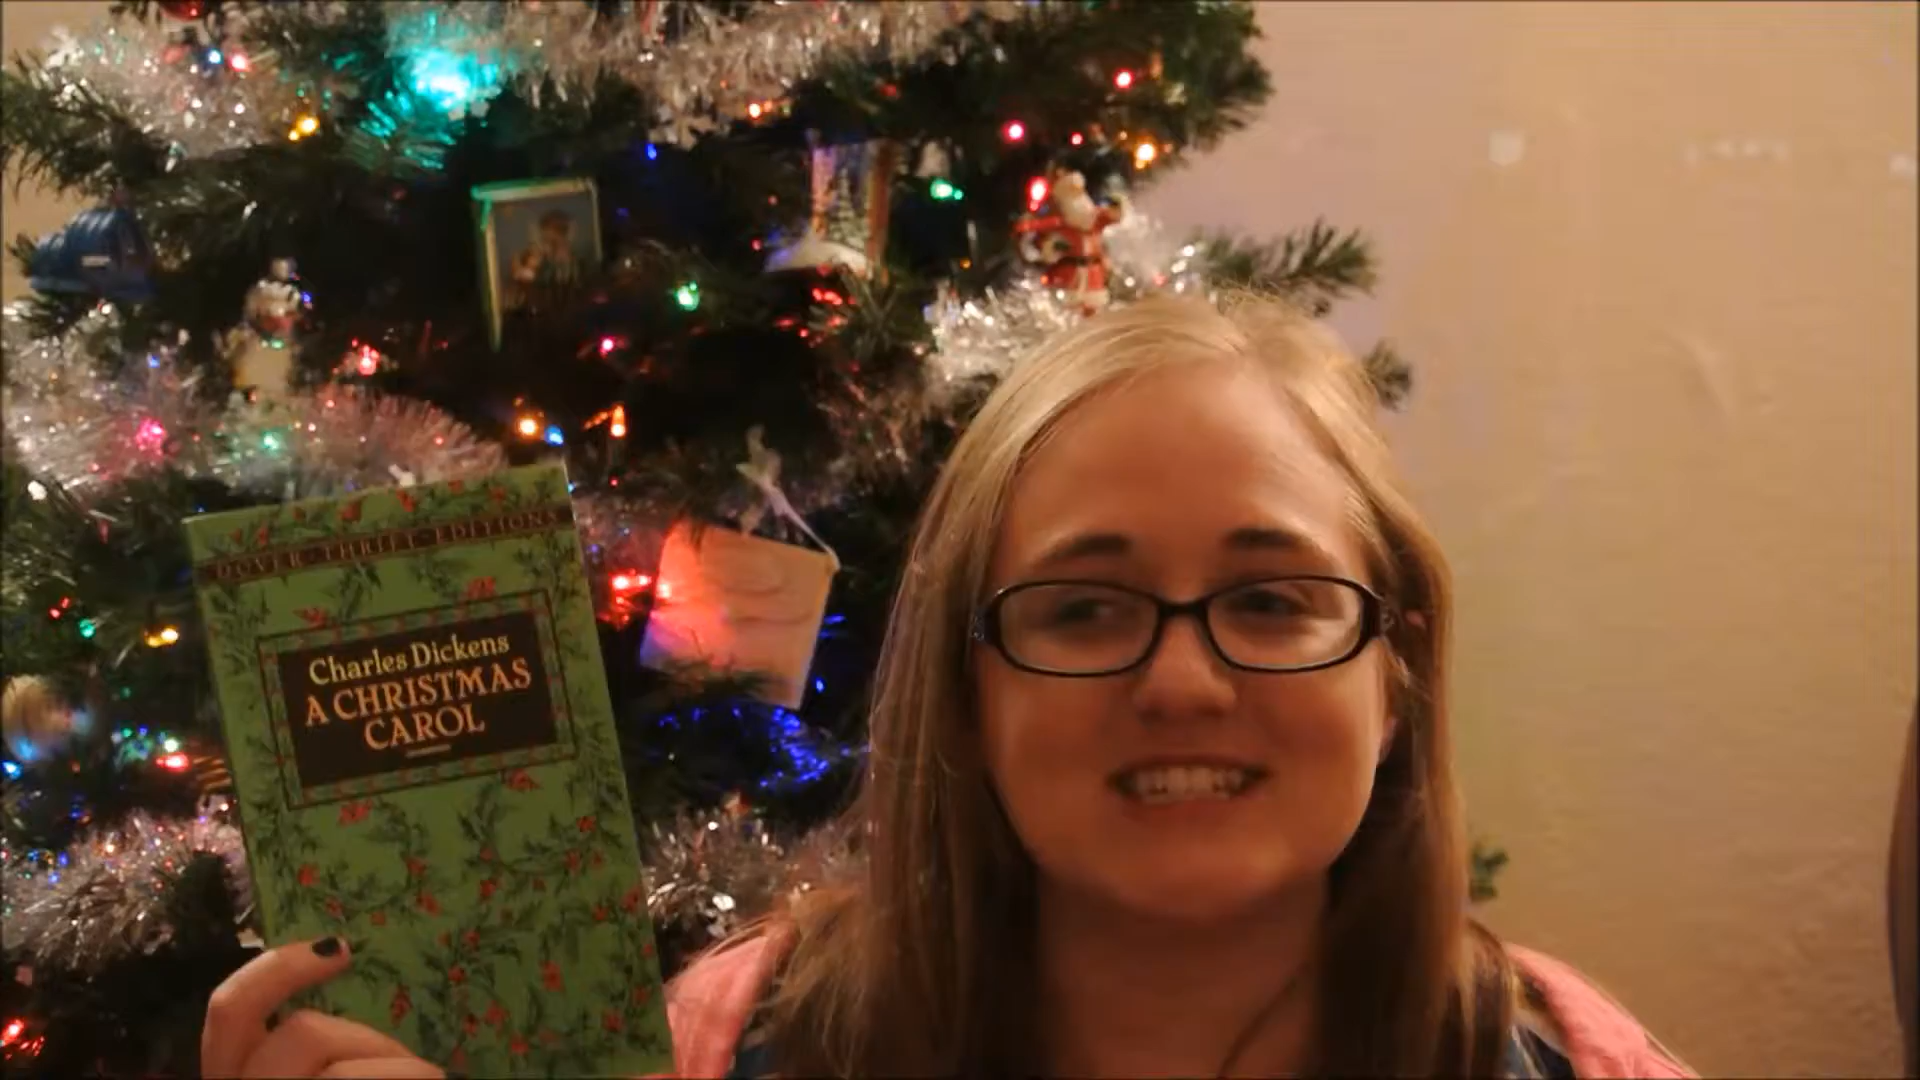 DOVER · THRIFT · EDITIONS
Charles Dickens
A CHRISTMAS
CAROL